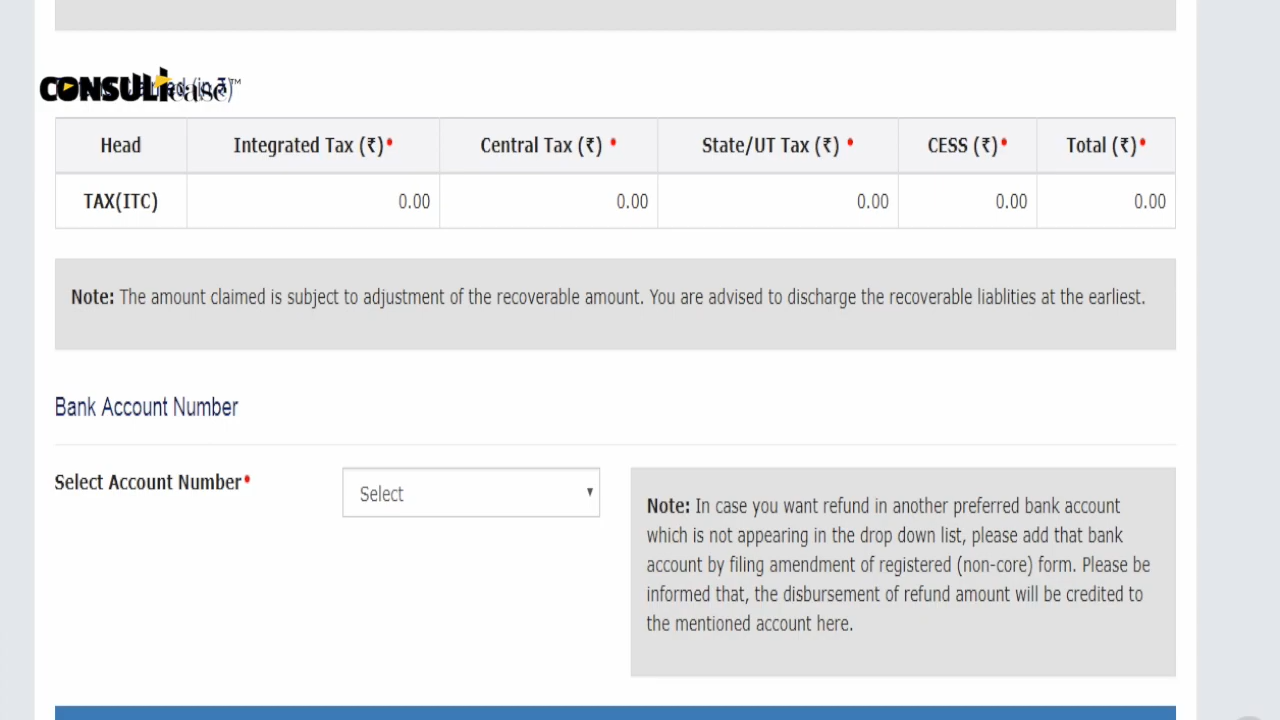 CONSULTease™
Head Integrated Tax (₹)• Central Tax (₹) • State/UT Tax (₹) • CESS (₹)• Total (₹)•
TAX(ITC) 0.00 0.00 0.00 0.00 0.00
Note: The amount claimed is subject to adjustment of the recoverable amount. You are advised to discharge the recoverable liablities at the earliest.
Bank Account Number
Select Account Number•
Select
Note: In case you want refund in another preferred bank account
which is not appearing in the drop down list, please add that bank
account by filing amendment of registered (non-core) form. Please be
informed that, the disbursement of refund amount will be credited to
the mentioned account here.